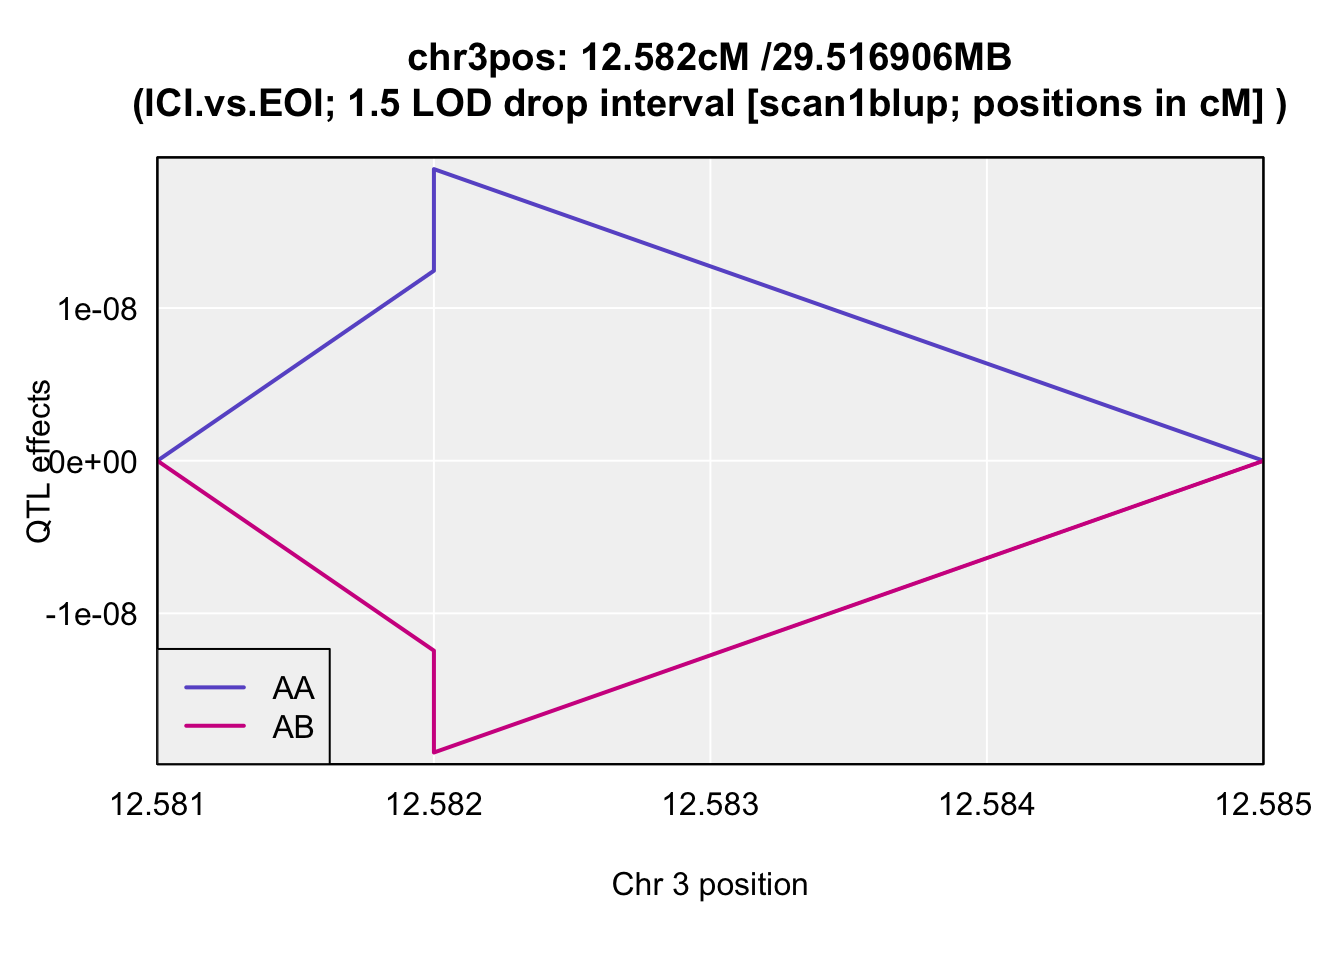 chr3pos: 12.582cM /29.516906MB
(ICI.vs.EOI; 1.5 LOD drop interval [scan1blup; positions in cM] )
QTL effects
1e-08
0e+00
-1e-08
AA
AB
12.581 12.582 12.583 12.584 12.585
Chr 3 position